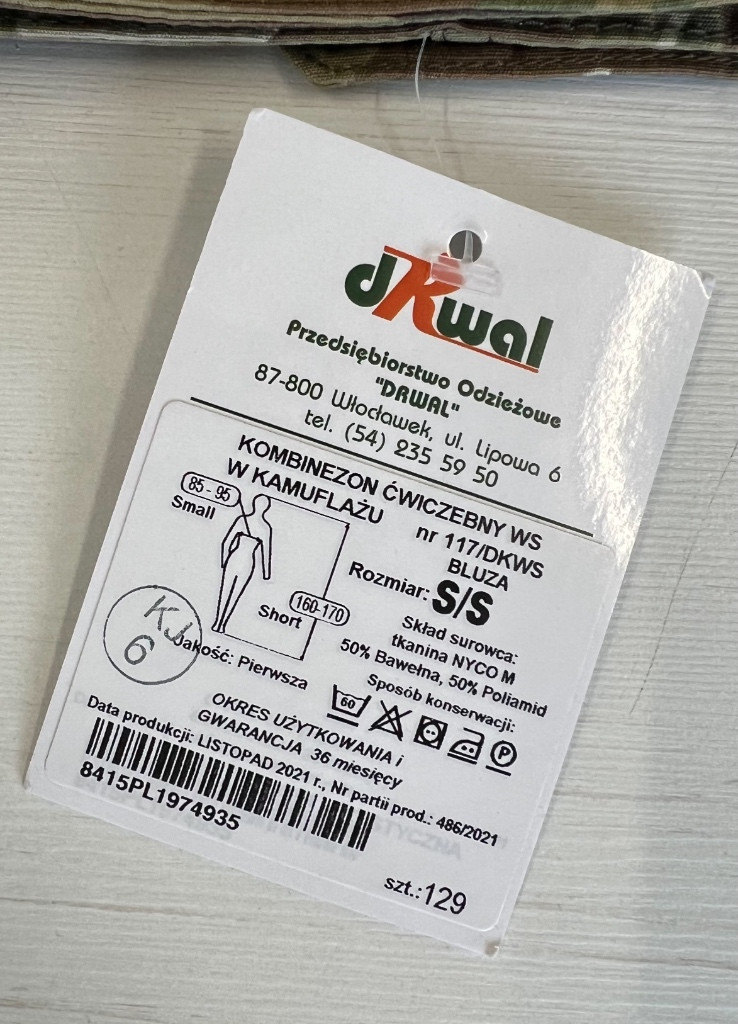 dRwal
Przedsiębiorstwo Odzieżowe
"DRWAL"
87-800 Włocławek, ul. Lipowa 6
tel. (54) 235 59 50
KOMBINEZON ĆWICZEBNY WS
W KAMUFLAŻU
nr 117/DKWS
BLUZA
85 - 95
Small
Rozmiar: S/S
Short
160-170
Skład surowca:
tkanina NYCO M
50% Bawełna, 50% Poliamid
Sposób konserwacji:
60
P
KJ
6
Jakość: Pierwsza
OKRES UŻYTKOWANIA i
GWARANCJA 36 miesięcy
Data produkcji: LISTOPAD 2021 r., Nr partii prod.: 486/2021
8415PL1974935
szt.: 129